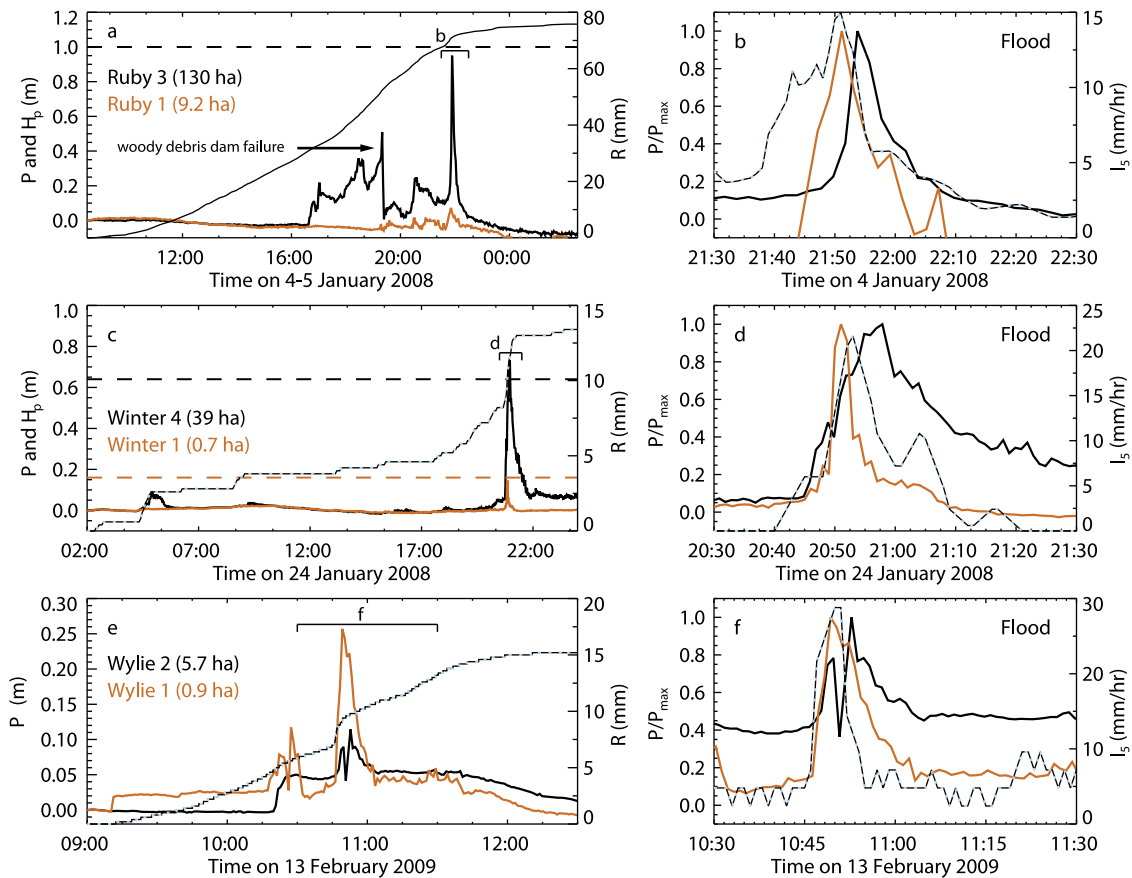 a
b
Ruby 3 (130 ha)
Ruby 1 (9.2 ha)
woody debris dam failure
P and Hp (m)
1.2
1.0
0.8
0.6
0.4
0.2
0.0
R (mm)
80
60
40
20
0
12:00 16:00 20:00 00:00
Time on 4-5 January 2008
b
Flood
P/Pmax
1.0
0.8
0.6
0.4
0.2
0.0
I5 (mm/hr)
15
10
5
0
21:30 21:40 21:50 22:00 22:10 22:30
Time on 4 January 2008
c
d
Winter 4 (39 ha)
Winter 1 (0.7 ha)
P and Hp (m)
1.0
0.8
0.6
0.4
0.2
0.0
R (mm)
15
10
5
0
02:00 07:00 12:00 17:00 22:00
Time on 24 January 2008
d
Flood
P/Pmax
1.0
0.8
0.6
0.4
0.2
0.0
I5 (mm/hr)
25
20
15
10
5
0
20:30 20:40 20:50 21:00 21:10 21:20 21:30
Time on 24 January 2008
e
f
Wylie 2 (5.7 ha)
Wylie 1 (0.9 ha)
P (m)
0.30
0.25
0.20
0.15
0.10
0.05
0.00
R (mm)
20
15
10
5
0
09:00 10:00 11:00 12:00
Time on 13 February 2009
f
Flood
P/Pmax
1.0
0.8
0.6
0.4
0.2
0.0
I5 (mm/hr)
30
20
10
0
10:30 10:45 11:00 11:15 11:30
Time on 13 February 2009